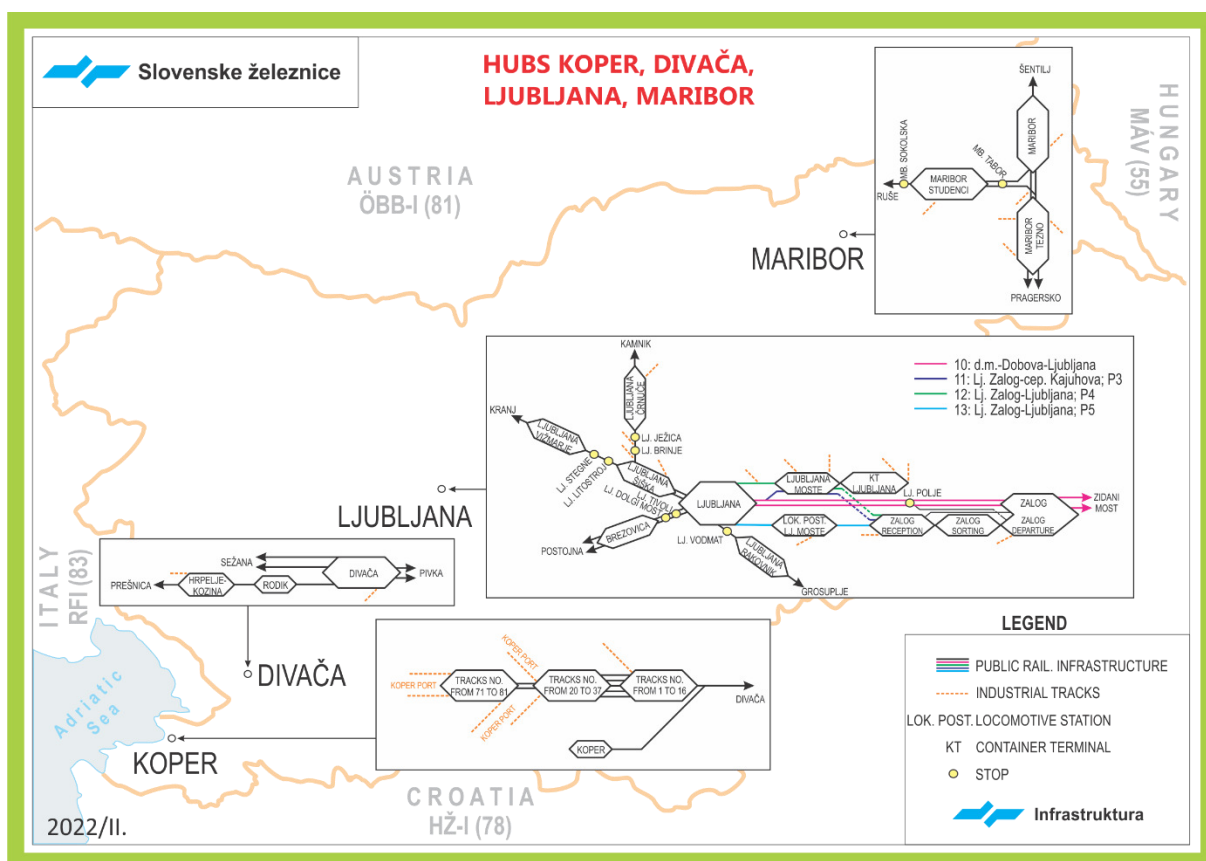 Slovenske železnice
HUBS KOPER, DIVAČA,
LJUBLJANA, MARIBOR
AUSTRIA
ÖBB-I (81)
HUNGARY
MÁV (55)
ŠENTILJ
MARIBOR
MB. SOKOLSKA
MB. TABOR
MARIBOR
STUDENCI
RUŠE
MARIBOR
TEZNO
PRAGERSKO
MARIBOR
KAMNIK
LJUBLJANA
ČRNUČE
KRANJ
LJUBLJANA
VIŽMARJE
LJ. JEŽICA
LJ. BRINJE
LJ. STEGNE
LJ. LITOSTROJ
LJUBLJANA
ŠIŠKA
LJ. TIVOLI
LJ. DOLGI MOST
BREZOVICA
POSTOJNA
LJUBLJANA
LJ. VODMAT
LJUBLJANA
RAKOVNIK
GROSUPLJE
10: d.m.-Dobova-Ljubljana
11: Lj. Zalog-cep. Kajuhova; P3
12: Lj. Zalog-Ljubljana; P4
13: Lj. Zalog-Ljubljana; P5
LJUBLJANA
MOSTE
KT
LJUBLJANA
LJ. POLJE
LOK. POST.
LJ. MOSTE
ZALOG
RECEPTION
ZALOG
SORTING
ZALOG
ZALOG
DEPARTURE
ZIDANI
MOST
LJUBLJANA
ITALY
RFI (83)
SEŽANA
PREŠNICA
HRPELJE-
KOZINA
RODIK
DIVAČA
PIVKA
DIVAČA
Adriatic
Sea
KOPER
KOPER PORT
KOPER PORT
KOPER PORT
TRACKS NO.
FROM 71 TO 81
TRACKS NO.
FROM 20 TO 37
TRACKS NO.
FROM 1 TO 16
DIVAČA
KOPER
CROATIA
HŽ-I (78)
LEGEND
PUBLIC RAIL. INFRASTRUCTURE
INDUSTRIAL TRACKS
LOK. POST. LOCOMOTIVE STATION
KT CONTAINER TERMINAL
STOP
Infrastruktura
2022/II.